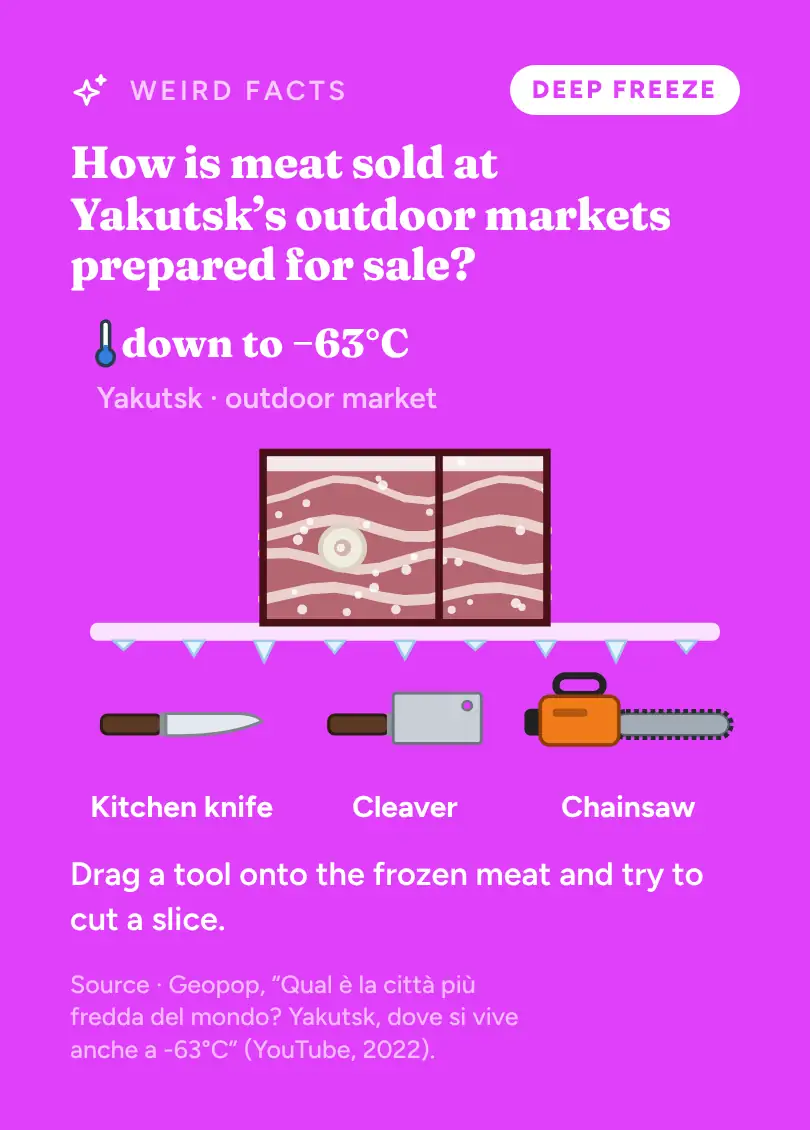 WEIRD FACTS
DEEP FREEZE
How is meat sold at
Yakutsk’s outdoor markets
prepared for sale?
down to −63°C
Yakutsk · outdoor market
Kitchen knife
Cleaver
Chainsaw
Drag a tool onto the frozen meat and try to
cut a slice.
Source · Geopop, “Qual è la città più
fredda del mondo? Yakutsk, dove si vive
anche a -63°C” (YouTube, 2022).